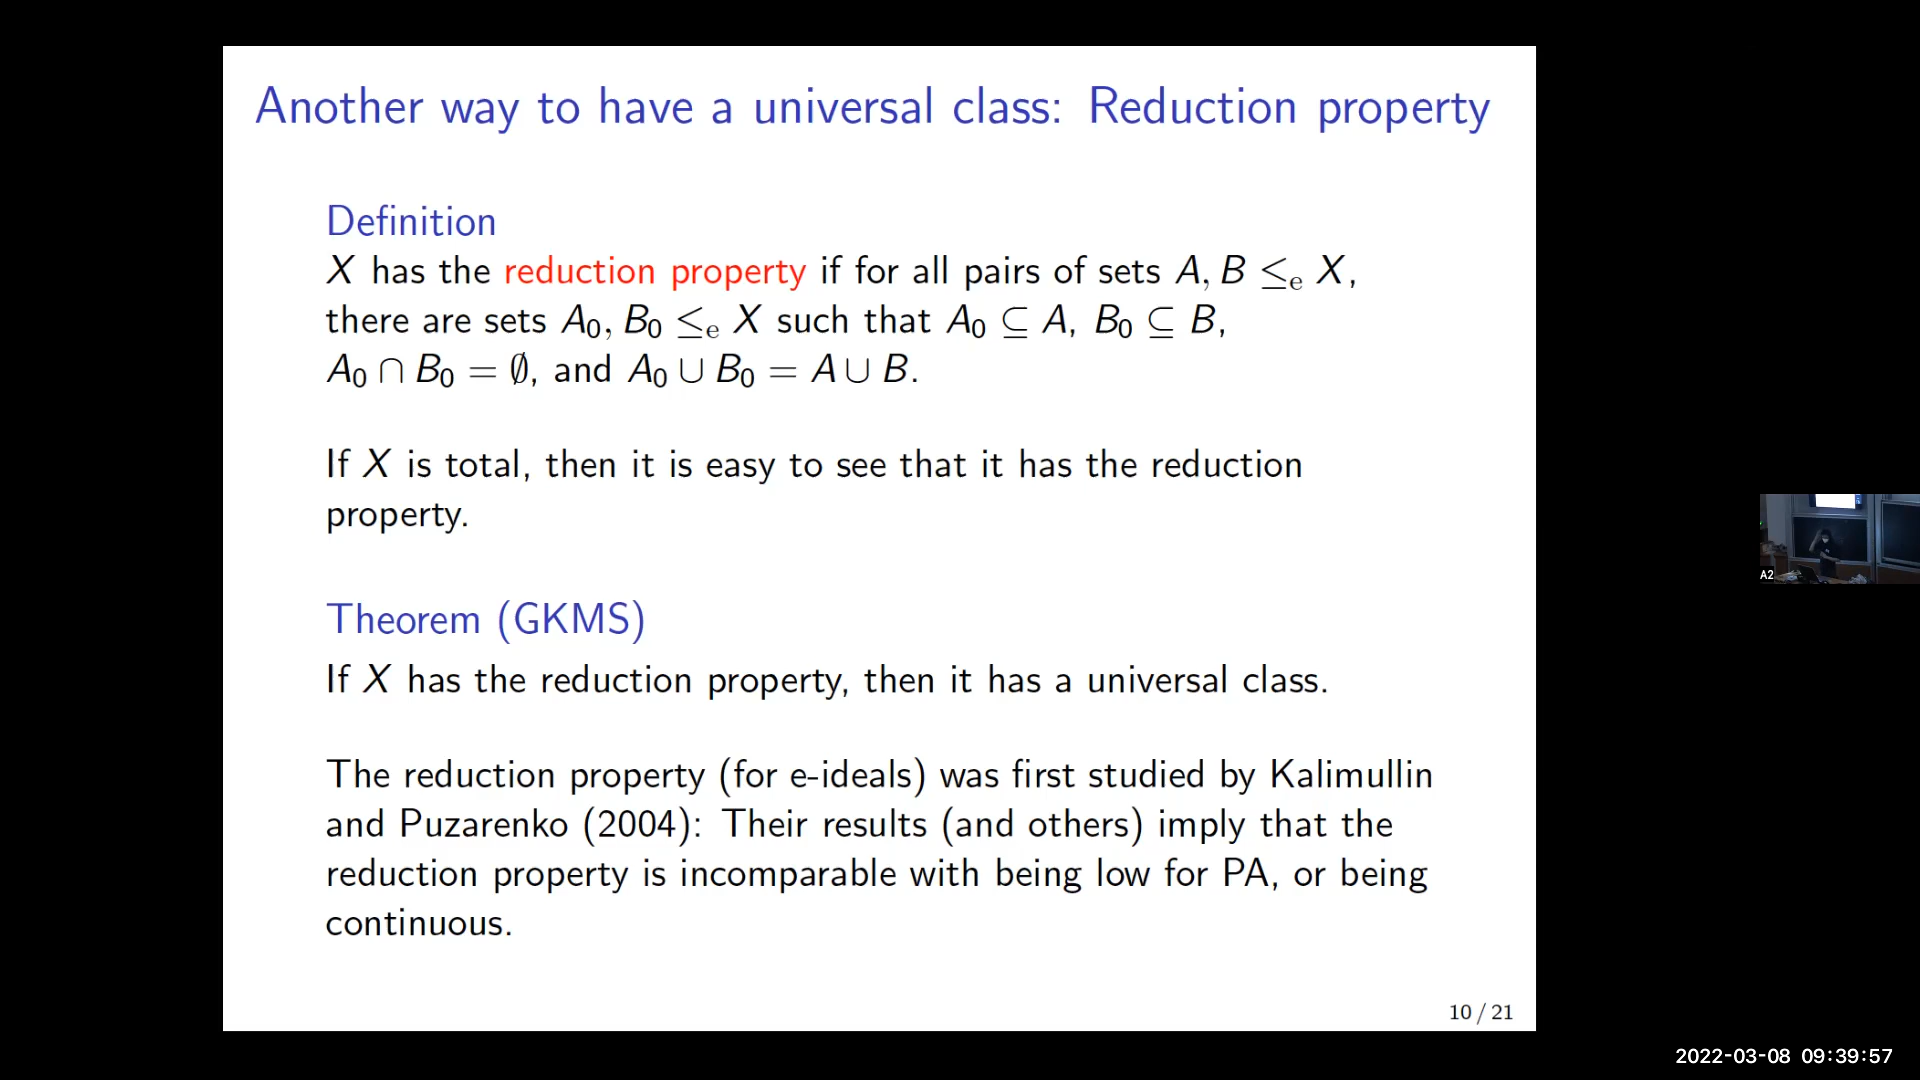 Another way to have a universal class: Reduction property
Definition
X has the reduction property if for all pairs of sets A, B ≤e X,
there are sets A0, B0 ≤e X such that A0 ⊆ A, B0 ⊆ B,
A0 ∩ B0 = ∅, and A0 ∪ B0 = A ∪ B.
If X is total, then it is easy to see that it has the reduction
property.
Theorem (GKMS)
If X has the reduction property, then it has a universal class.
The reduction property (for e-ideals) was first studied by Kalimullin
and Puzarenko (2004): Their results (and others) imply that the
reduction property is incomparable with being low for PA, or being
continuous.
10 / 21
A2
2022-03-08 09:39:57